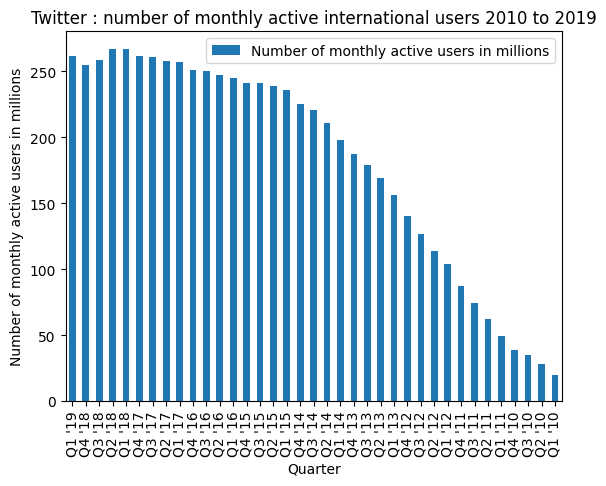 Twitter : number of monthly active international users 2010 to 2019
Number of monthly active users in millions
Number of monthly active users in millions
250
200
150
100
50
0
Q1 '19
Q4 '18
Q3 '18
Q2 '18
Q1 '18
Q4 '17
Q3 '17
Q2 '17
Q1 '17
Q4 '16
Q3 '16
Q2 '16
Q1 '16
Q4 '15
Q3 '15
Q2 '15
Q1 '15
Q4 '14
Q3 '14
Q2 '14
Q1 '14
Q4 '13
Q3 '13
Q2 '13
Q1 '13
Q4 '12
Q3 '12
Q2 '12
Q1 '12
Q4 '11
Q3 '11
Q2 '11
Q1 '11
Q4 '10
Q3 '10
Q2 '10
Q1 '10
Quarter